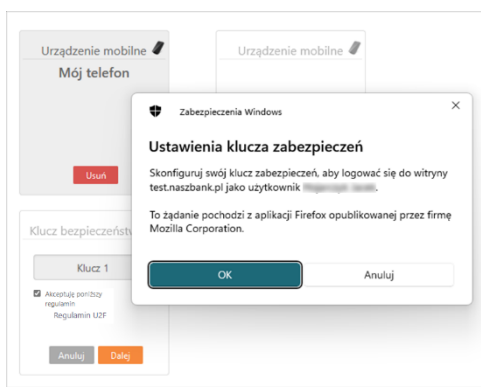 Urządzenie mobilne
Mój telefon
Usuń
Urządzenie mobilne
Zabezpieczenia Windows
Ustawienia klucza zabezpieczeń
Skonfiguruj swój klucz zabezpieczeń, aby logować się do witryny
test.naszbank.pl jako użytkownik
To żądanie pochodzi z aplikacji Firefox opublikowanej przez firmę
Mozilla Corporation.
OK
Anuluj
Klucz bezpieczeństw
Klucz 1
Akceptuję poniższy
regulamin
Regulamin U2F
Anuluj
Dalej